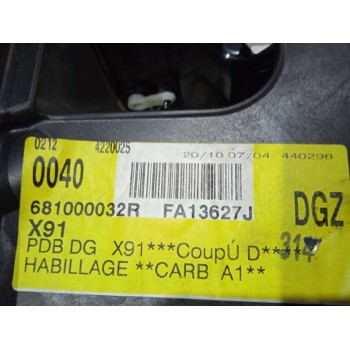 0212 4220025 20/10 07/04 440298
0040
681000032R FA13627J DGZ
X91
PDB DG X91***CoupÚ D****
HABILLAGE **CARB A1**